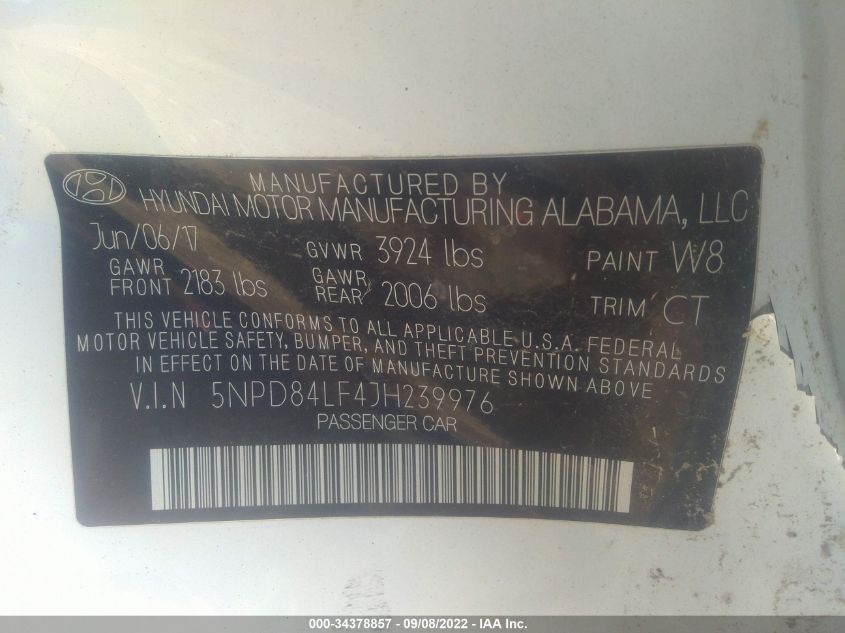 MANUFACTURED BY
HYUNDAI MOTOR MANUFACTURING ALABAMA, LLC
Jun/06/17 GVWR 3924 lbs PAINT W8
GAWR FRONT 2183 lbs GAWR REAR 2006 lbs TRIM CT
THIS VEHICLE CONFORMS TO ALL APPLICABLE U.S.A. FEDERAL
MOTOR VEHICLE SAFETY, BUMPER, AND THEFT PREVENTION STANDARDS
IN EFFECT ON THE DATE OF MANUFACTURE SHOWN ABOVE
V.I.N 5NPD84LF4JH239976
PASSENGER CAR
000-34378857 - 09/08/2022 - IAA Inc.